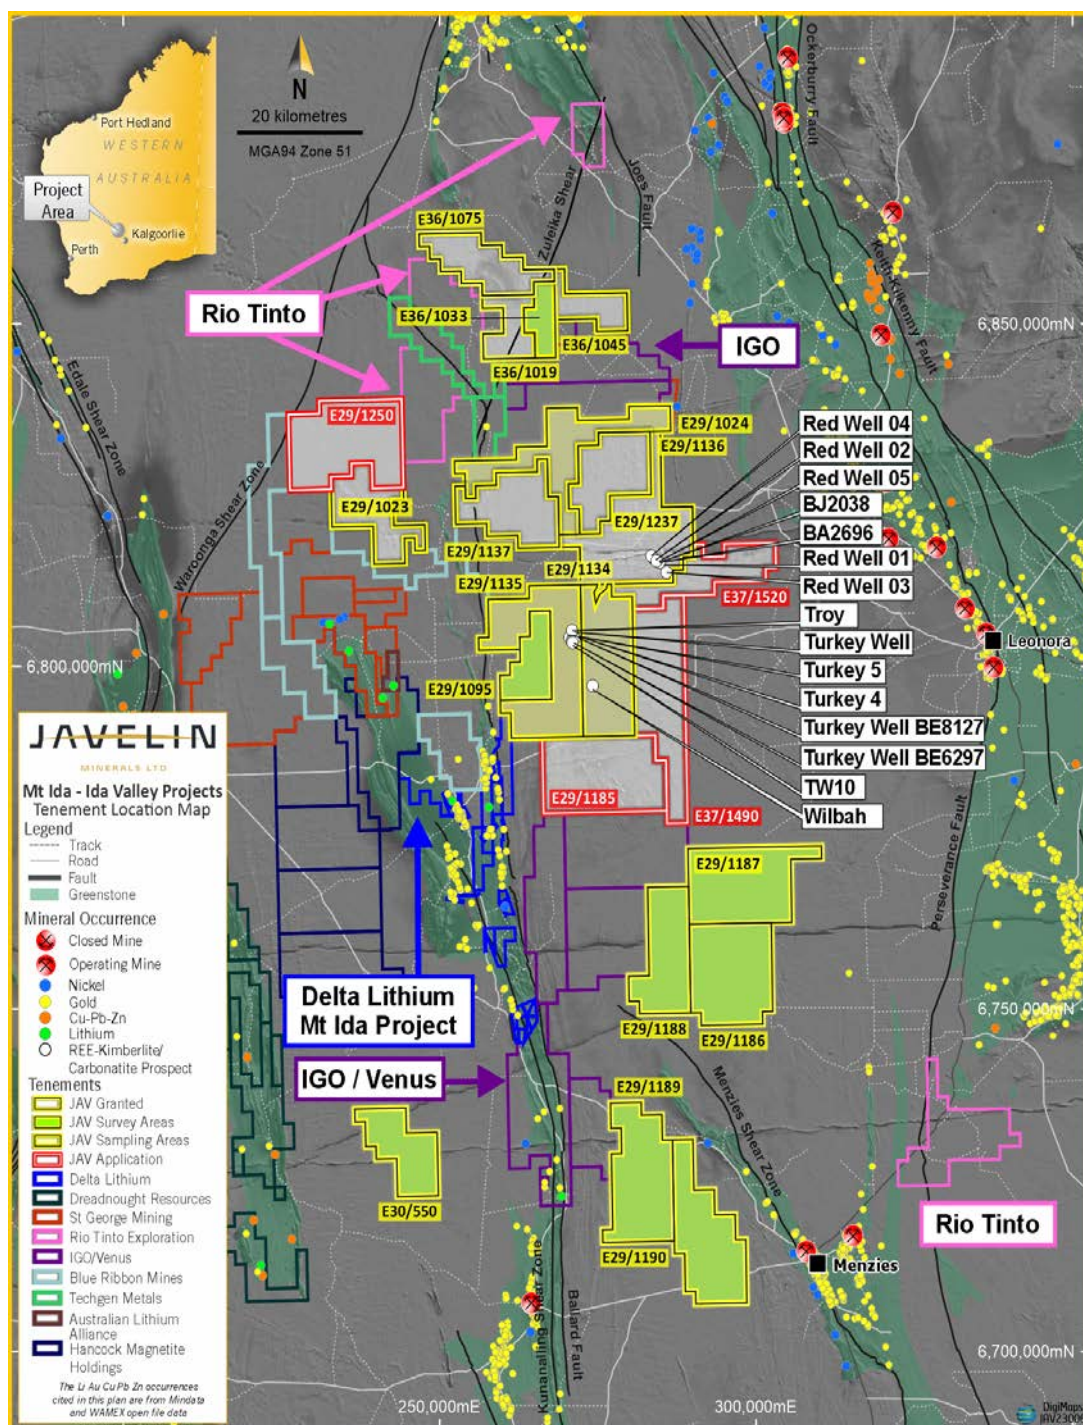 Port Hedland
WESTERN
AUSTRALIA
Project
Area
Kalgoorlie
Perth
N
20 kilometres
MGA94 Zone 51
Ockerburry Fault
Joes Fault
Zuleika Shear
Keith-Kilkenny Fault
E36/1075
Rio Tinto
E36/1033
E36/1045
E36/1019
IGO
6,850,000mN
Edale Shear Zone
Waroonga Shear Zone
E29/1250
E29/1024
E29/1136
E29/1023
E29/1237
E29/1137
E29/1134
E29/1135
E37/1520
Red Well 04
Red Well 02
Red Well 05
BJ2038
BA2696
Red Well 01
Red Well 03
Troy
Turkey Well
Turkey 5
Turkey 4
Turkey Well BE8127
Turkey Well BE6297
TW10
Wilbah
Leonora
6,800,000mN
E29/1095
E29/1185
E37/1490
E29/1187
Perseverance Fault
JAVELIN
MINERALS LTD
Mt Ida - Ida Valley Projects
Tenement Location Map
Legend
Track
Road
Fault
Greenstone
Mineral Occurrence
Closed Mine
Operating Mine
Nickel
Gold
Cu-Pb-Zn
Lithium
REE-Kimberlite/
Carbonatite Prospect
Tenements
JAV Granted
JAV Survey Areas
JAV Sampling Areas
JAV Application
Delta Lithium
Dreadnought Resources
St George Mining
Rio Tinto Exploration
IGO/Venus
Blue Ribbon Mines
Techgen Metals
Australian Lithium
Alliance
Hancock Magnetite
Holdings
The Li Au Cu Pb Zn occurrences
cited in this plan are from Mindata
and WAMEX open file data
Delta Lithium
Mt Ida Project
E29/1188
E29/1186
6,750,000mN
IGO / Venus
E29/1189
Menzies Shear Zone
E30/550
E29/1190
Rio Tinto
Menzies
Kunanalling Shear Zone
Ballard Fault
6,700,000mN
250,000mE
300,000mE
DigiMaps